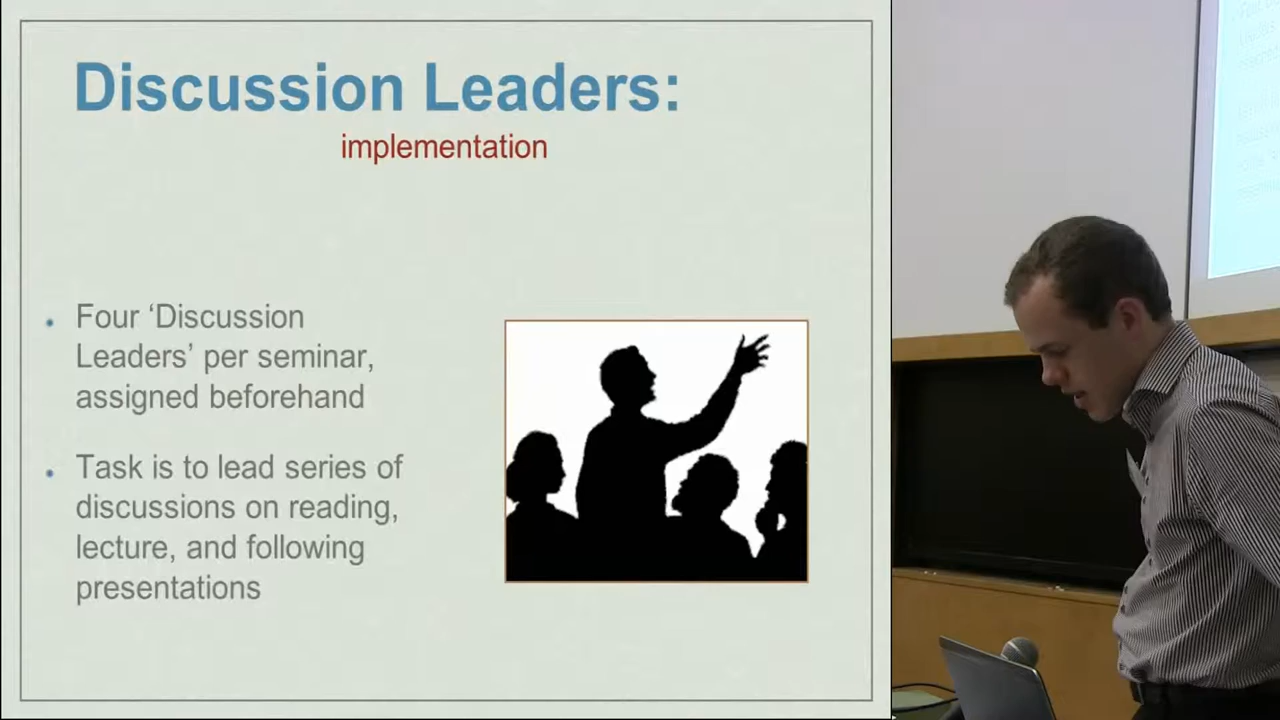 Discussion Leaders:
implementation
• Four ‘Discussion
Leaders’ per seminar,
assigned beforehand
• Task is to lead series of
discussions on reading,
lecture, and following
presentations